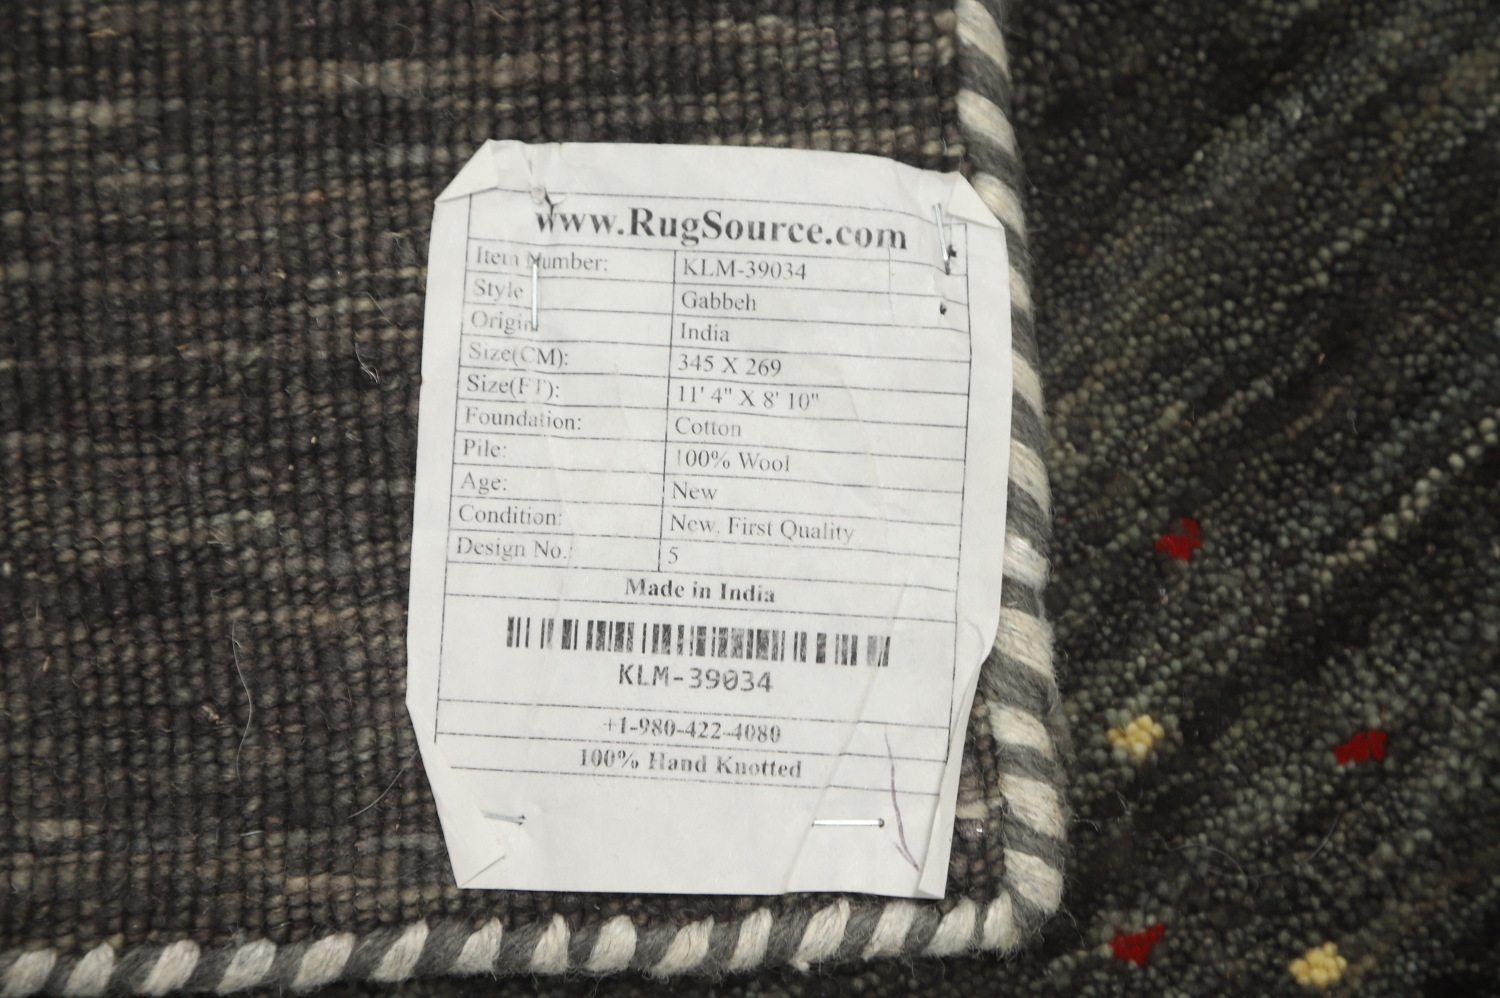 www.RugSource.com
Item Number: KLM-39034
Style Gabbeh
Origin: India
Size(CM): 345 X 269
Size(FT): 11' 4" X 8' 10"
Foundation: Cotton
Pile: 100% Wool
Age: New
Condition: New, First Quality
Design No.: 5
Made in India
KLM-39034
+1-980-422-4080
100% Hand Knotted